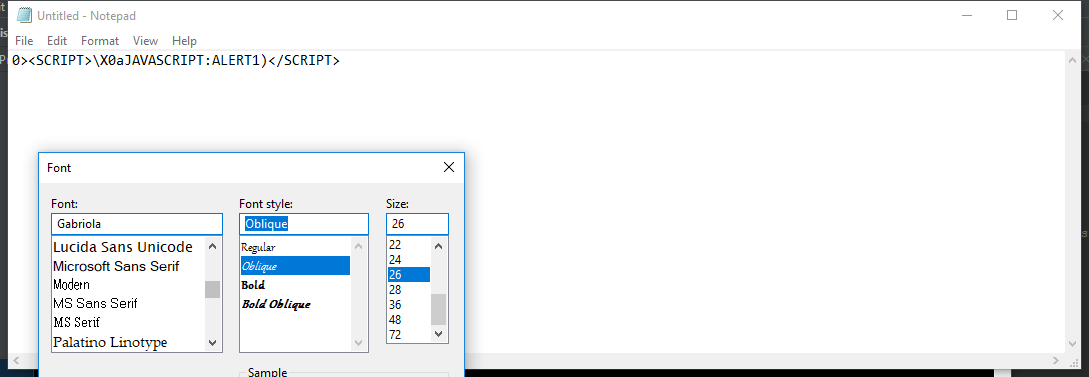 Untitled - Notepad
File Edit Format View Help
0><SCRIPT>\X0aJAVASCRIPT:ALERT1)</SCRIPT>
Font
Font: Font style: Size:
Gabriola Oblique 26
Lucida Sans Unicode
Microsoft Sans Serif
Modern
MS Sans Serif
MS Serif
Palatino Linotype
Regular
Oblique
Bold
Bold Oblique
22
24
26
28
36
48
72
Sample